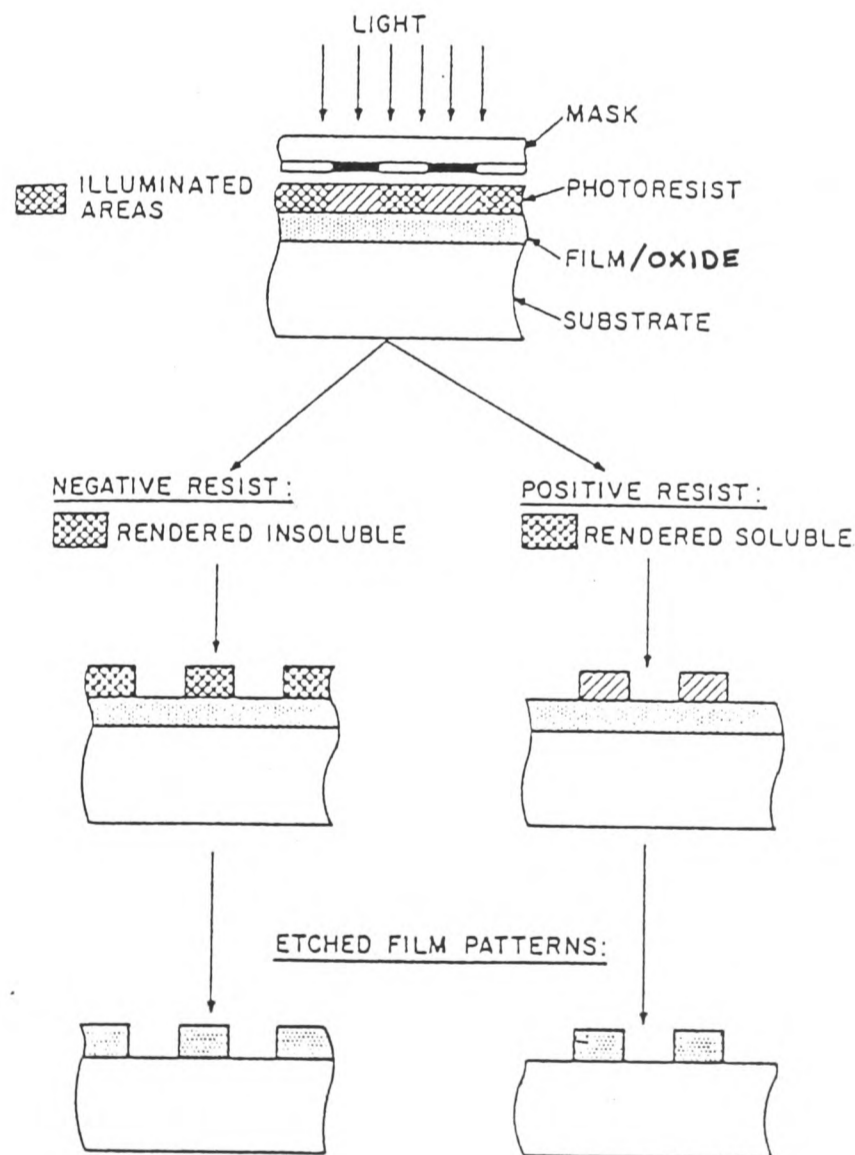 LIGHT
MASK
ILLUMINATED
AREAS
PHOTORESIST
FILM/OXIDE
SUBSTRATE
NEGATIVE RESIST:
RENDERED INSOLUBLE
POSITIVE RESIST:
RENDERED SOLUBLE
ETCHED FILM PATTERNS: